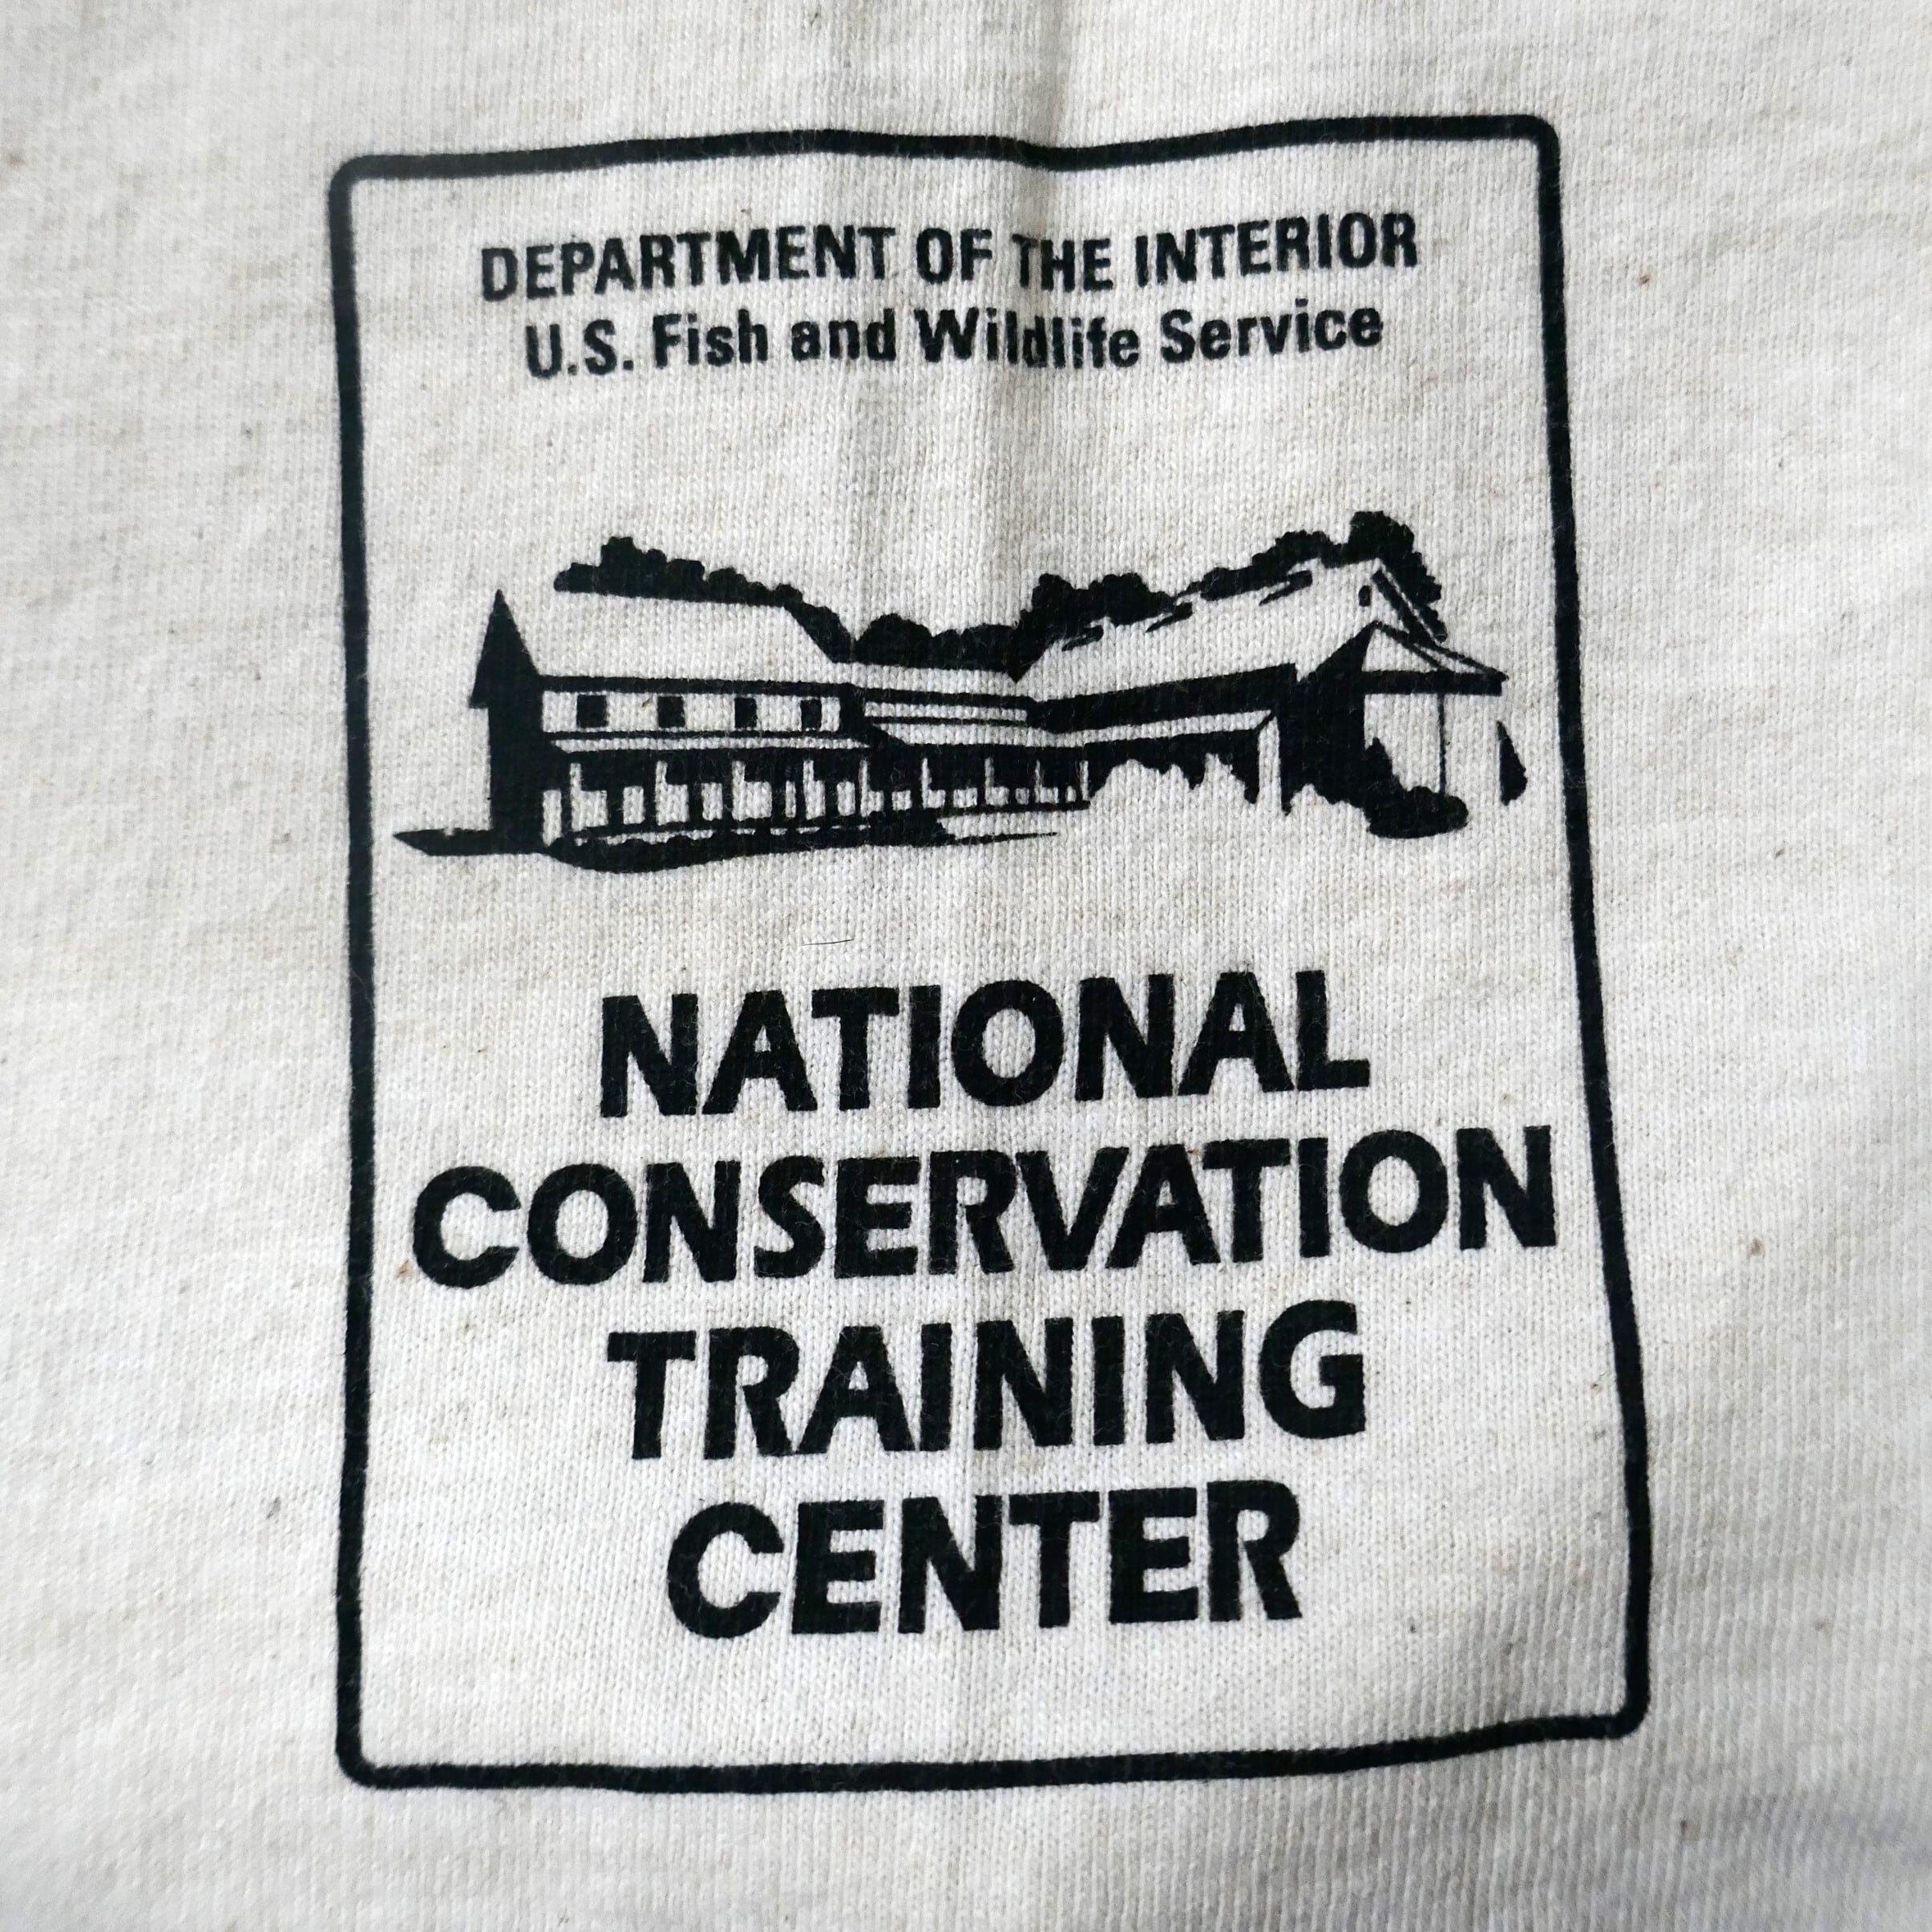 DEPARTMENT OF THE INTERIOR
U.S. Fish and Wildlife Service
NATIONAL
CONSERVATION
TRAINING
CENTER